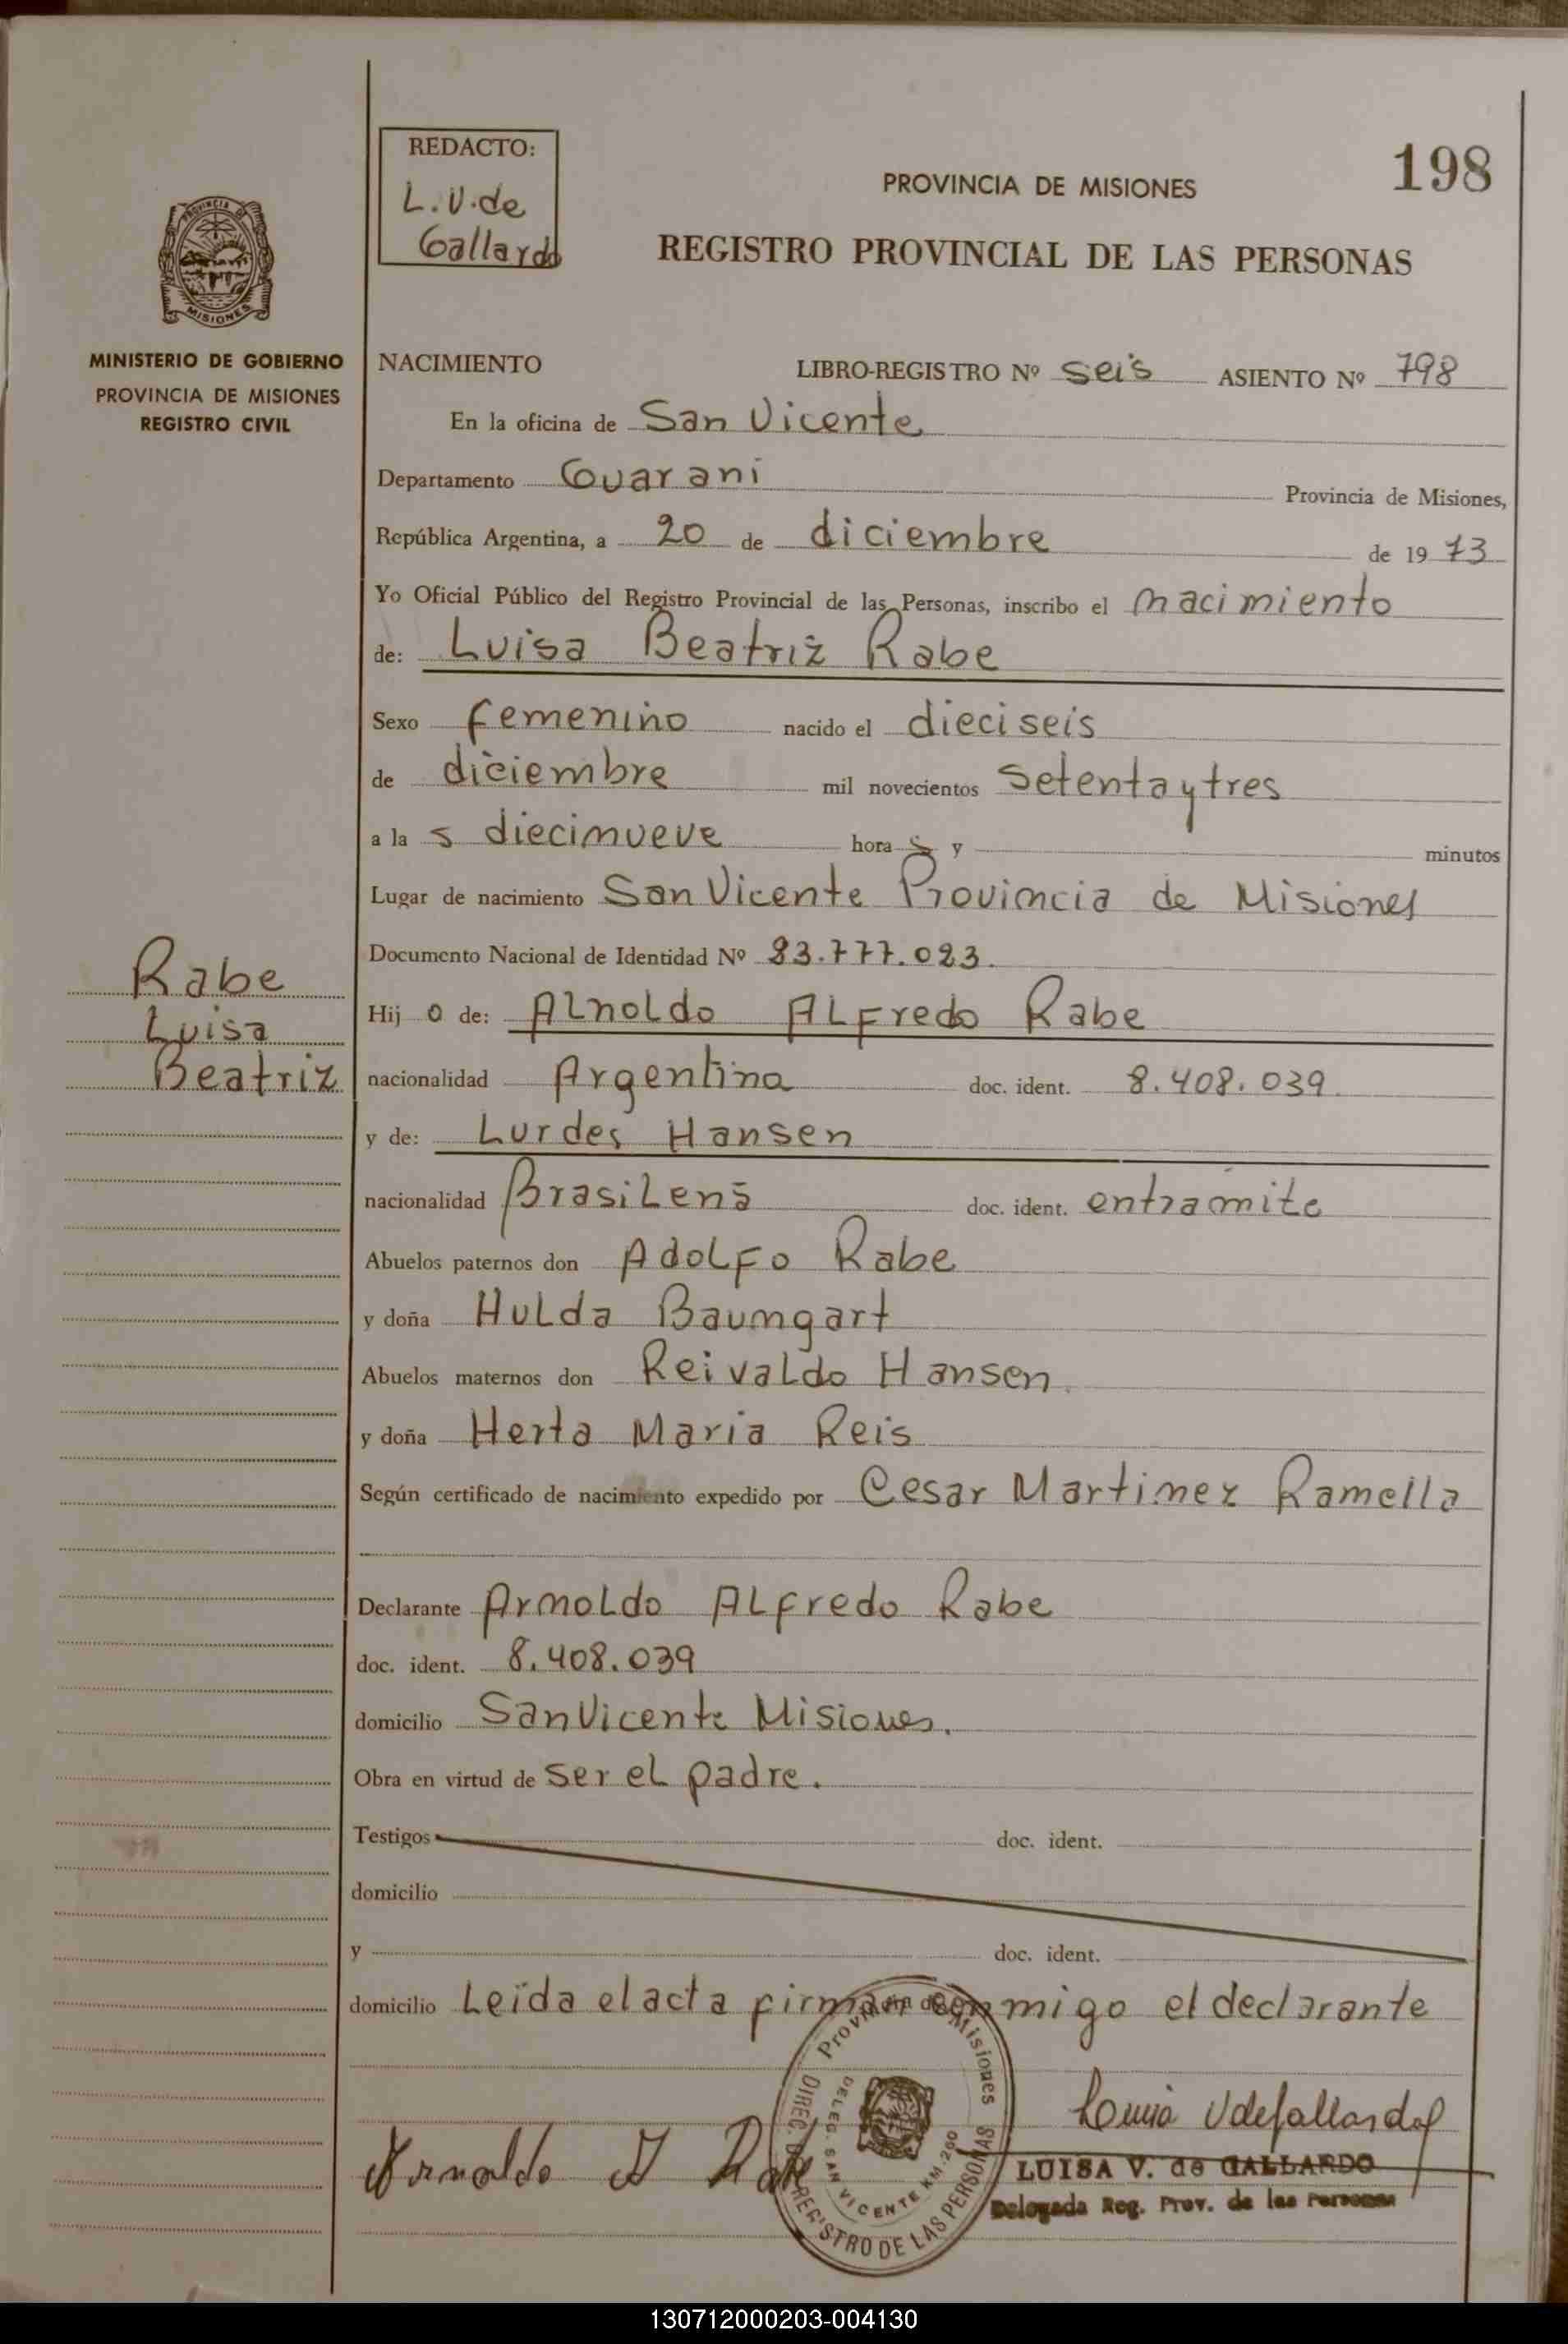 REDACTO:
L. V. de
Gallardo
198
PROVINCIA DE MISIONES
REGISTRO PROVINCIAL DE LAS PERSONAS
PROVINCIA DE
MISIONES
MINISTERIO DE GOBIERNO
PROVINCIA DE MISIONES
REGISTRO CIVIL
NACIMIENTO LIBRO-REGISTRO Nº seis ASIENTO Nº 798
En la oficina de San Vicente
Departamento Guarani Provincia de Misiones,
República Argentina, a 20 de diciembre de 19 73
Yo Oficial Público del Registro Provincial de las Personas, inscribo el nacimiento
de: Luisa Beatriz Rabe
Sexo femenino nacido el dieciseis
de diciembre mil novecientos setenta y tres
a la s diecinueve hora s y minutos
Lugar de nacimiento San Vicente Provincia de Misiones
Documento Nacional de Identidad Nº 23.777.023.
Rabe
Luisa
Beatriz
Hij o de: Arnoldo Alfredo Rabe
nacionalidad Argentina doc. ident. 8.408.039
y de: Lurdes Hansen
nacionalidad Brasileña doc. ident. en tramite
Abuelos paternos don Adolfo Rabe
y doña Hulda Baumgart
Abuelos maternos don Reivaldo Hansen
y doña Herta Maria Reis
Según certificado de nacimiento expedido por Cesar Martinez Ramella
Declarante Arnoldo Alfredo Rabe
doc. ident. 8.408.039
domicilio San Vicente Misiones.
Obra en virtud de ser el padre.
Testigos doc. ident.
domicilio
y doc. ident.
domicilio Leida el acta firman conmigo el declarante
Provincia de Misiones
DIREC. REGISTRO DE LAS PERSONAS
DELEG. SAN VICENTE KM. 260
Arnoldo A Rabe
Luisa V de Gallardo
LUISA V. de GALLARDO
Delegada Reg. Prov. de las Personas
130712000203-004130